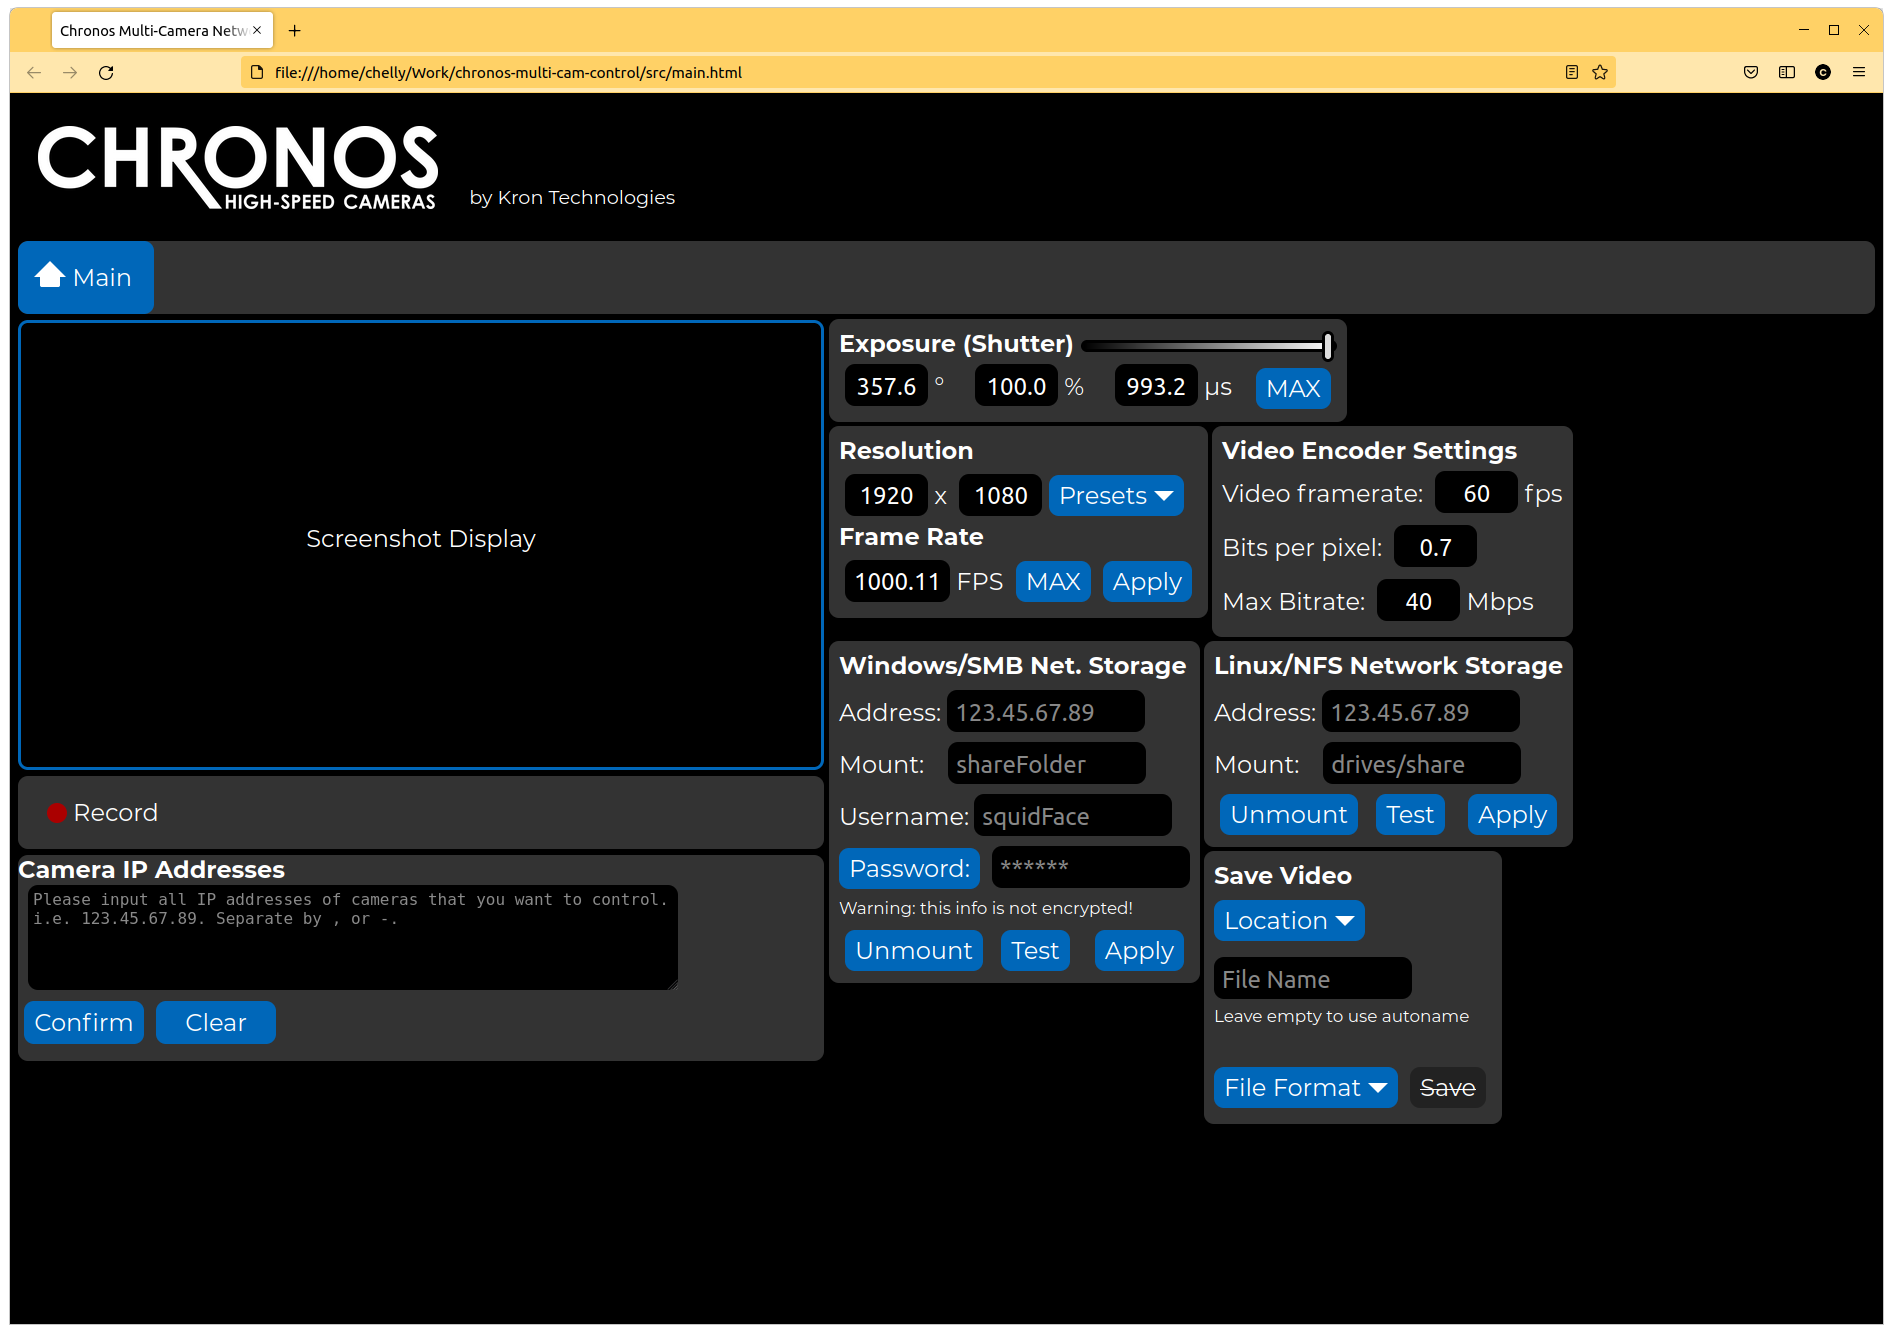 Chronos Multi-Camera Netw
file:///home/chelly/Work/chronos-multi-cam-control/src/main.html
CHRONOS
HIGH-SPEED CAMERAS
by Kron Technologies
Main
Screenshot Display
Record
Camera IP Addresses
Please input all IP addresses of cameras that you want to control.
i.e. 123.45.67.89. Separate by , or -.
Confirm Clear
Exposure (Shutter)
357.6 ° 100.0 % 993.2 µs MAX
Resolution
1920 x 1080 Presets
Frame Rate
1000.11 FPS MAX Apply
Video Encoder Settings
Video framerate: 60 fps
Bits per pixel: 0.7
Max Bitrate: 40 Mbps
Windows/SMB Net. Storage
Address: 123.45.67.89
Mount: shareFolder
Username: squidFace
Password: ******
Warning: this info is not encrypted!
Unmount Test Apply
Linux/NFS Network Storage
Address: 123.45.67.89
Mount: drives/share
Unmount Test Apply
Save Video
Location
File Name
Leave empty to use autoname
File Format Save